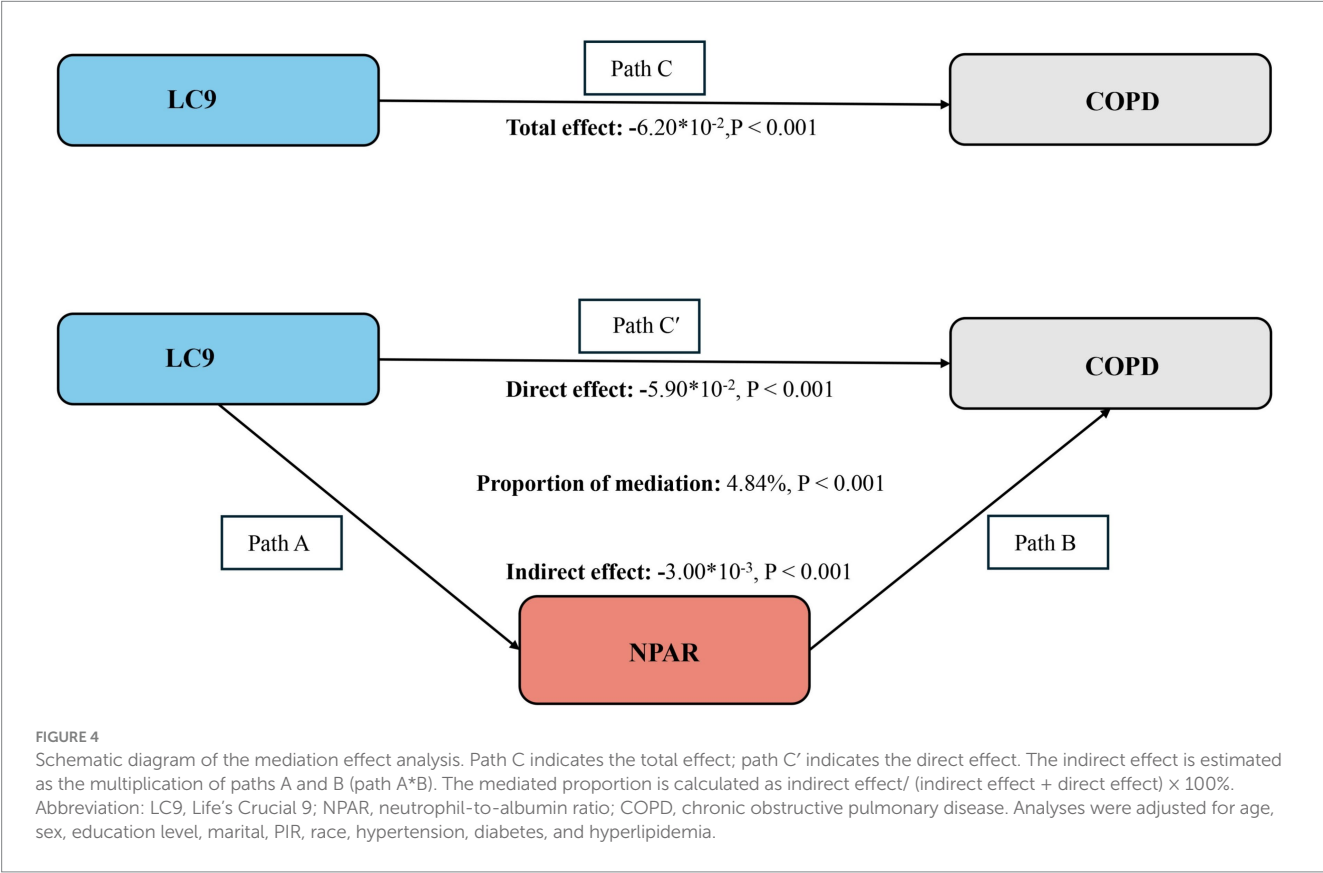 Path C
LC9
COPD
Total effect: -6.20*10⁻²,P < 0.001
Path C′
LC9
COPD
Direct effect: -5.90*10⁻², P < 0.001
Proportion of mediation: 4.84%, P < 0.001
Path A
Path B
Indirect effect: -3.00*10⁻³, P < 0.001
NPAR
FIGURE 4
Schematic diagram of the mediation effect analysis. Path C indicates the total effect; path C′ indicates the direct effect. The indirect effect is estimated
as the multiplication of paths A and B (path A*B). The mediated proportion is calculated as indirect effect/ (indirect effect + direct effect) × 100%.
Abbreviation: LC9, Life’s Crucial 9; NPAR, neutrophil-to-albumin ratio; COPD, chronic obstructive pulmonary disease. Analyses were adjusted for age,
sex, education level, marital, PIR, race, hypertension, diabetes, and hyperlipidemia.